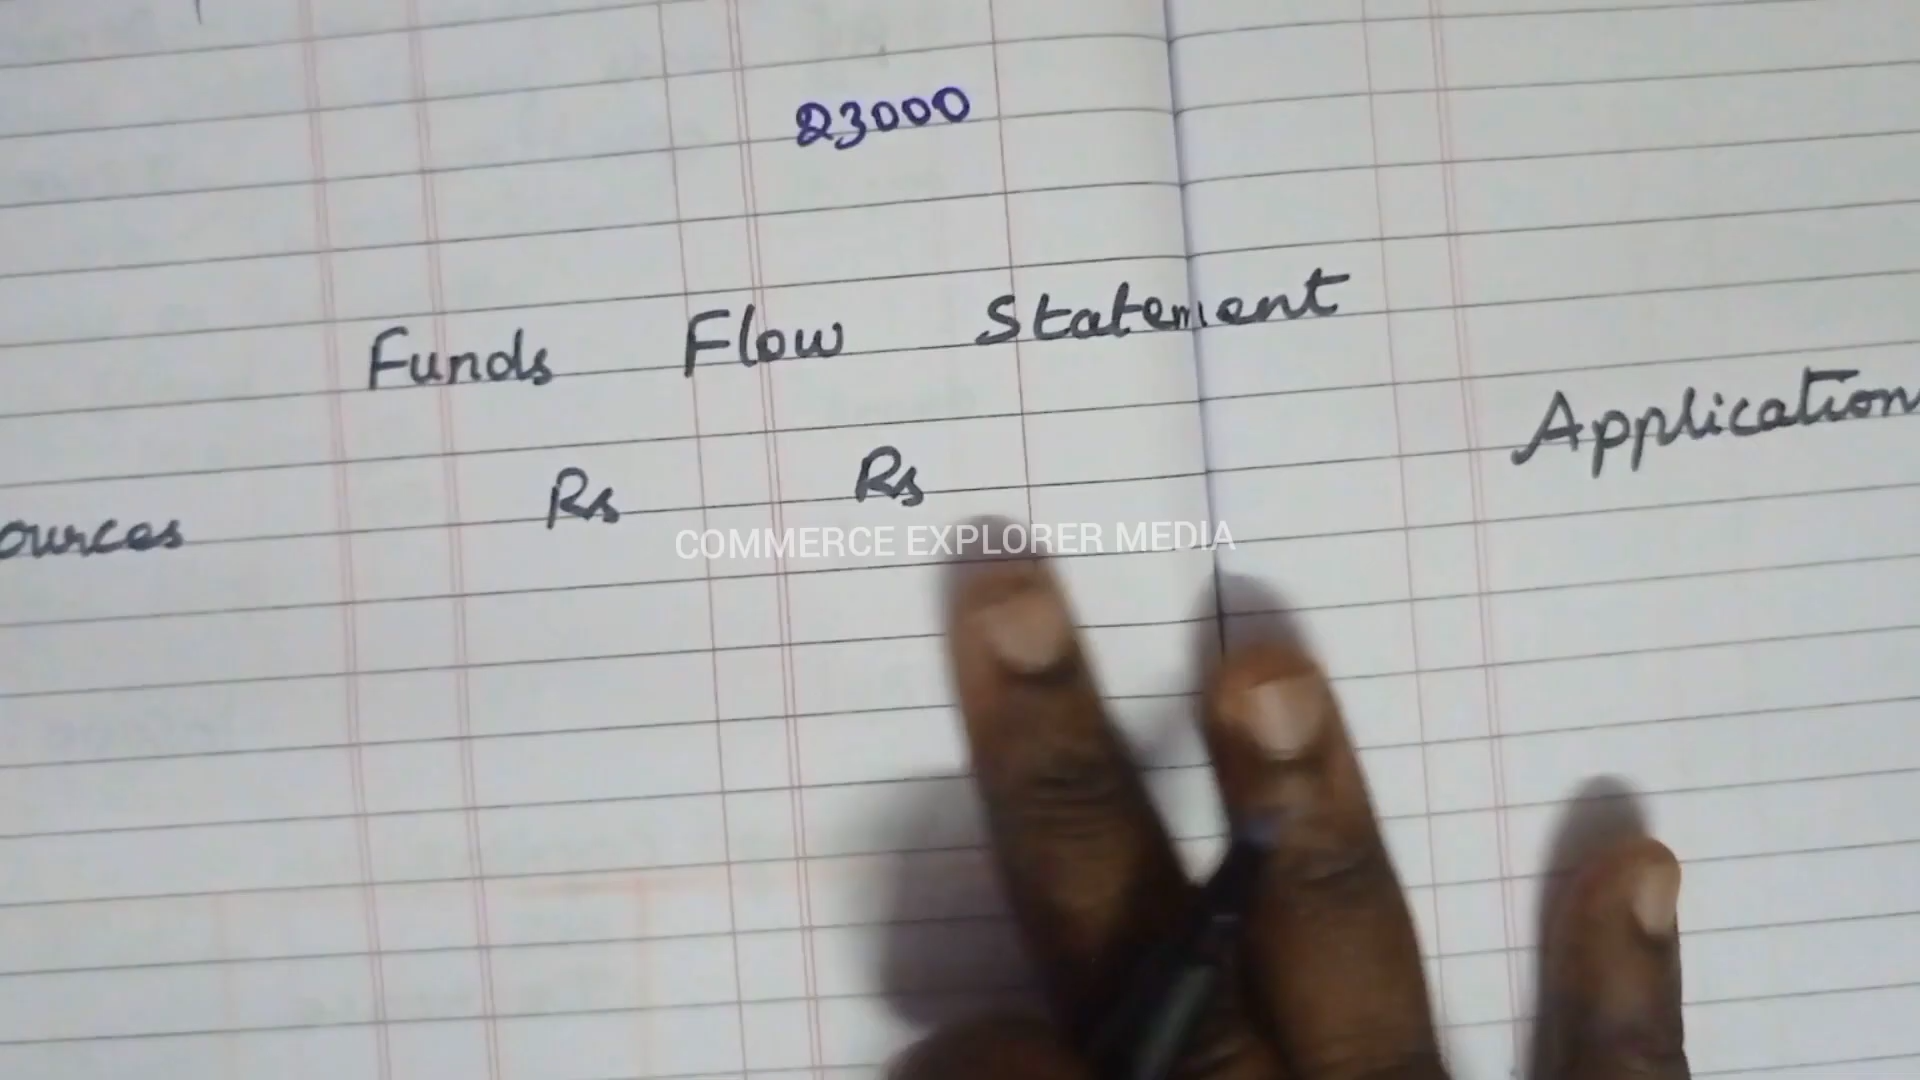 23000
Funds Flow Statement
ources Rs Rs Application
COMMERCE EXPLORER MEDIA